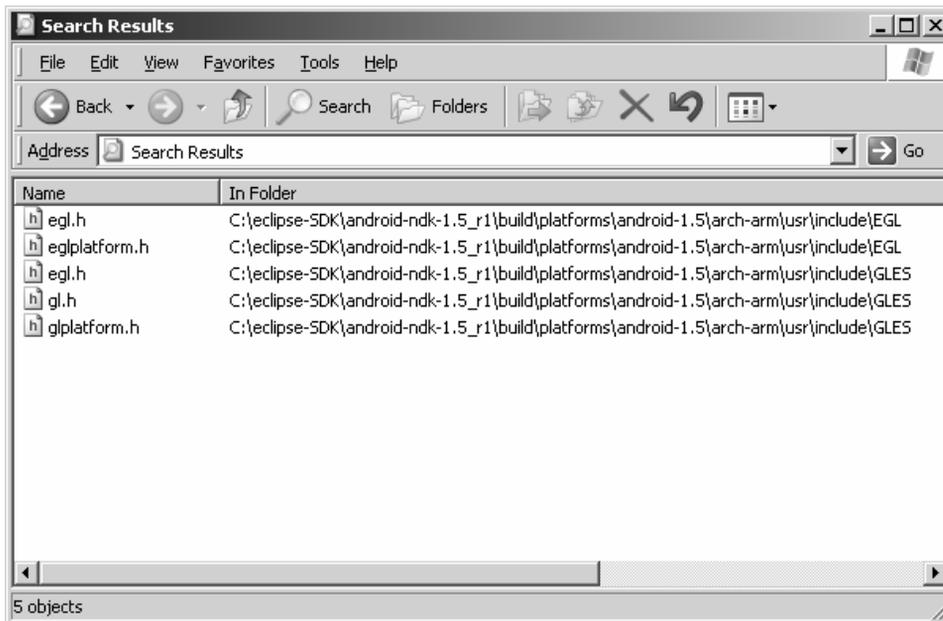 Search Results
File Edit View Favorites Tools Help
Back Search Folders
Address Search Results Go
Name In Folder
egl.h C:\eclipse-SDK\android-ndk-1.5_r1\build\platforms\android-1.5\arch-arm\usr\include\EGL
eglplatform.h C:\eclipse-SDK\android-ndk-1.5_r1\build\platforms\android-1.5\arch-arm\usr\include\EGL
egl.h C:\eclipse-SDK\android-ndk-1.5_r1\build\platforms\android-1.5\arch-arm\usr\include\GLES
gl.h C:\eclipse-SDK\android-ndk-1.5_r1\build\platforms\android-1.5\arch-arm\usr\include\GLES
glplatform.h C:\eclipse-SDK\android-ndk-1.5_r1\build\platforms\android-1.5\arch-arm\usr\include\GLES
5 objects